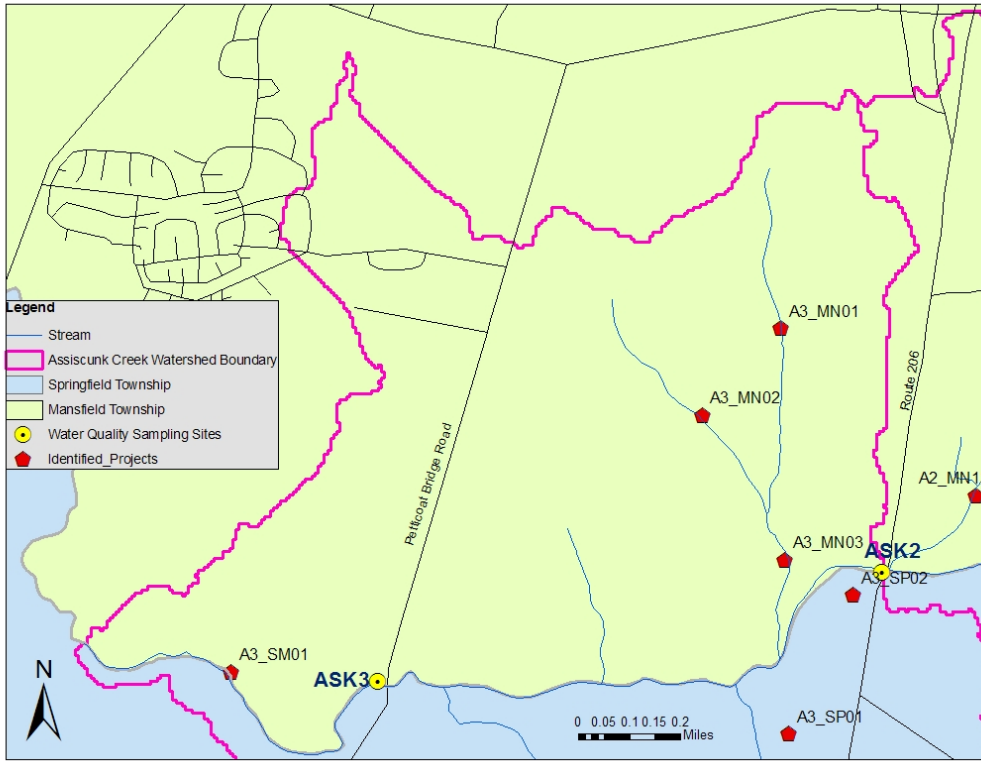 Legend
Stream
Assiscunk Creek Watershed Boundary
Springfield Township
Mansfield Township
Water Quality Sampling Sites
Identified_Projects
A3_MN01
A3_MN02
Route 206
Petticoat Bridge Road
A2_MN1
A3_MN03
ASK2
A3_SP02
A3_SM01
N
ASK3
A3_SP01
0 0.05 0.1 0.15 0.2
Miles